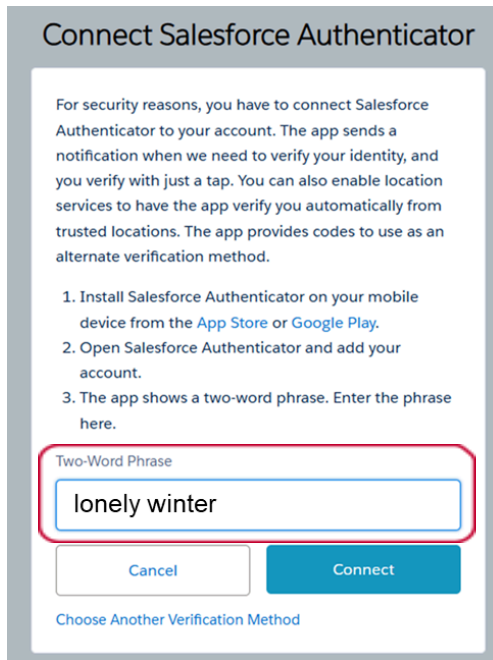 Connect Salesforce Authenticator
For security reasons, you have to connect Salesforce
Authenticator to your account. The app sends a
notification when we need to verify your identity, and
you verify with just a tap. You can also enable location
services to have the app verify you automatically from
trusted locations. The app provides codes to use as an
alternate verification method.
1. Install Salesforce Authenticator on your mobile
device from the App Store or Google Play.
2. Open Salesforce Authenticator and add your
account.
3. The app shows a two-word phrase. Enter the phrase
here.
Two-Word Phrase
lonely winter
Cancel Connect
Choose Another Verification Method